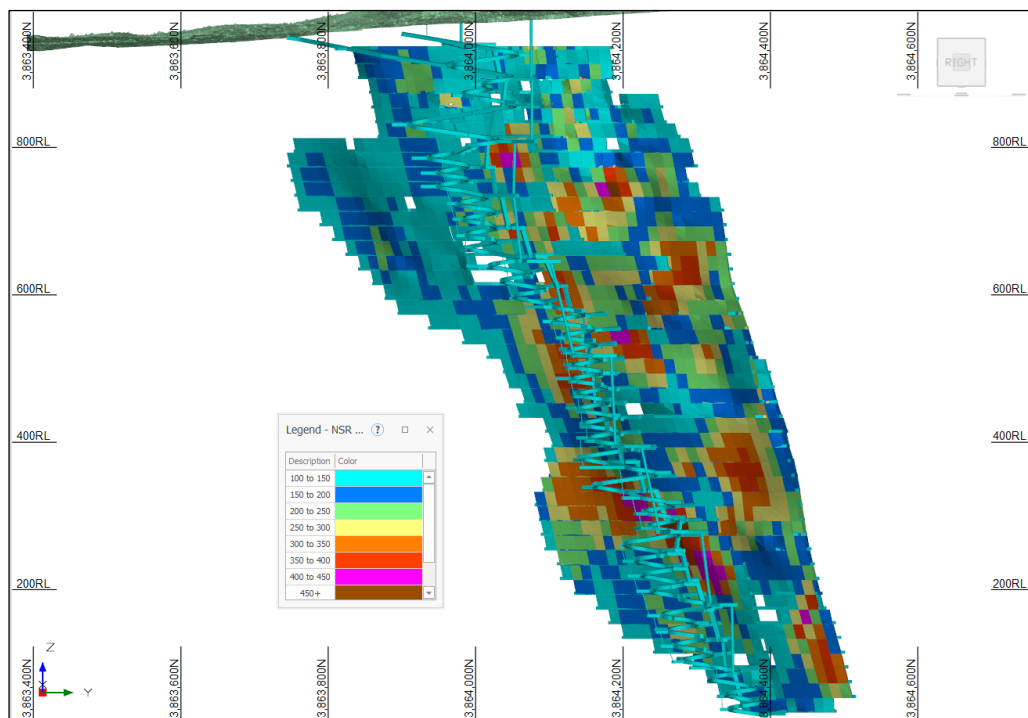 3,863,400N
3,863,600N
3,863,800N
3,864,000N
3,864,200N
3,864,400N
3,864,600N
RIGHT
800RL
800RL
600RL
600RL
400RL
400RL
200RL
200RL
Legend - NSR ...
?
Description Color
100 to 150
150 to 200
200 to 250
250 to 300
300 to 350
350 to 400
400 to 450
450+
Z
X
Y
3,863,400N
3,863,600N
3,863,800N
3,864,000N
3,864,200N
3,864,400N
3,864,600N